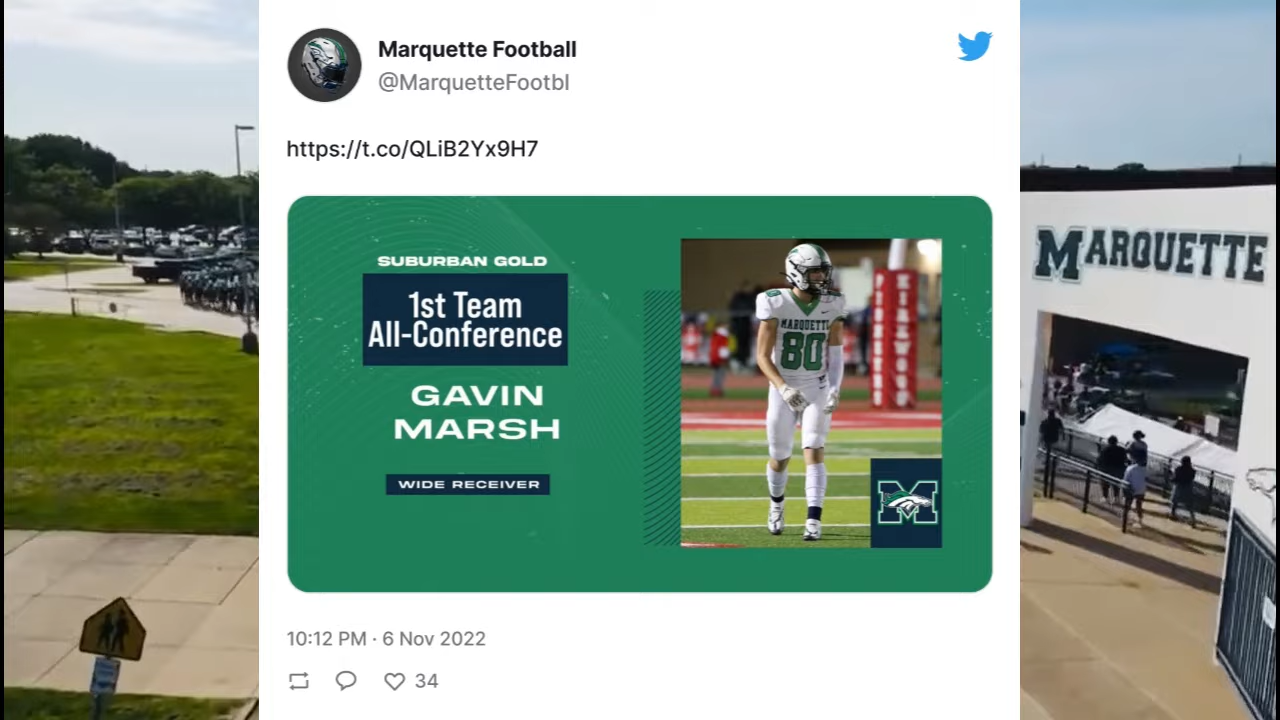 Marquette Football
@MarquetteFootbl
https://t.co/QLiB2Yx9H7
SUBURBAN GOLD
1st Team
All-Conference
GAVIN
MARSH
WIDE RECEIVER
MARQUETTE
80
M
10:12 PM · 6 Nov 2022
34
MARQUETTE